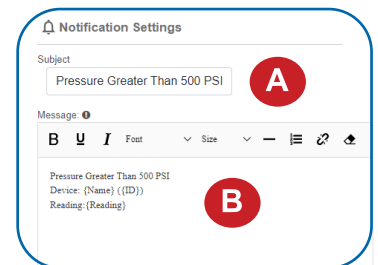 Notification Settings
Subject
Pressure Greater Than 500 PSI
A
Message:
B U I Font Size
Pressure Greater Than 500 PSI
Device: {Name} ({ID})
Reading:{Reading}
B